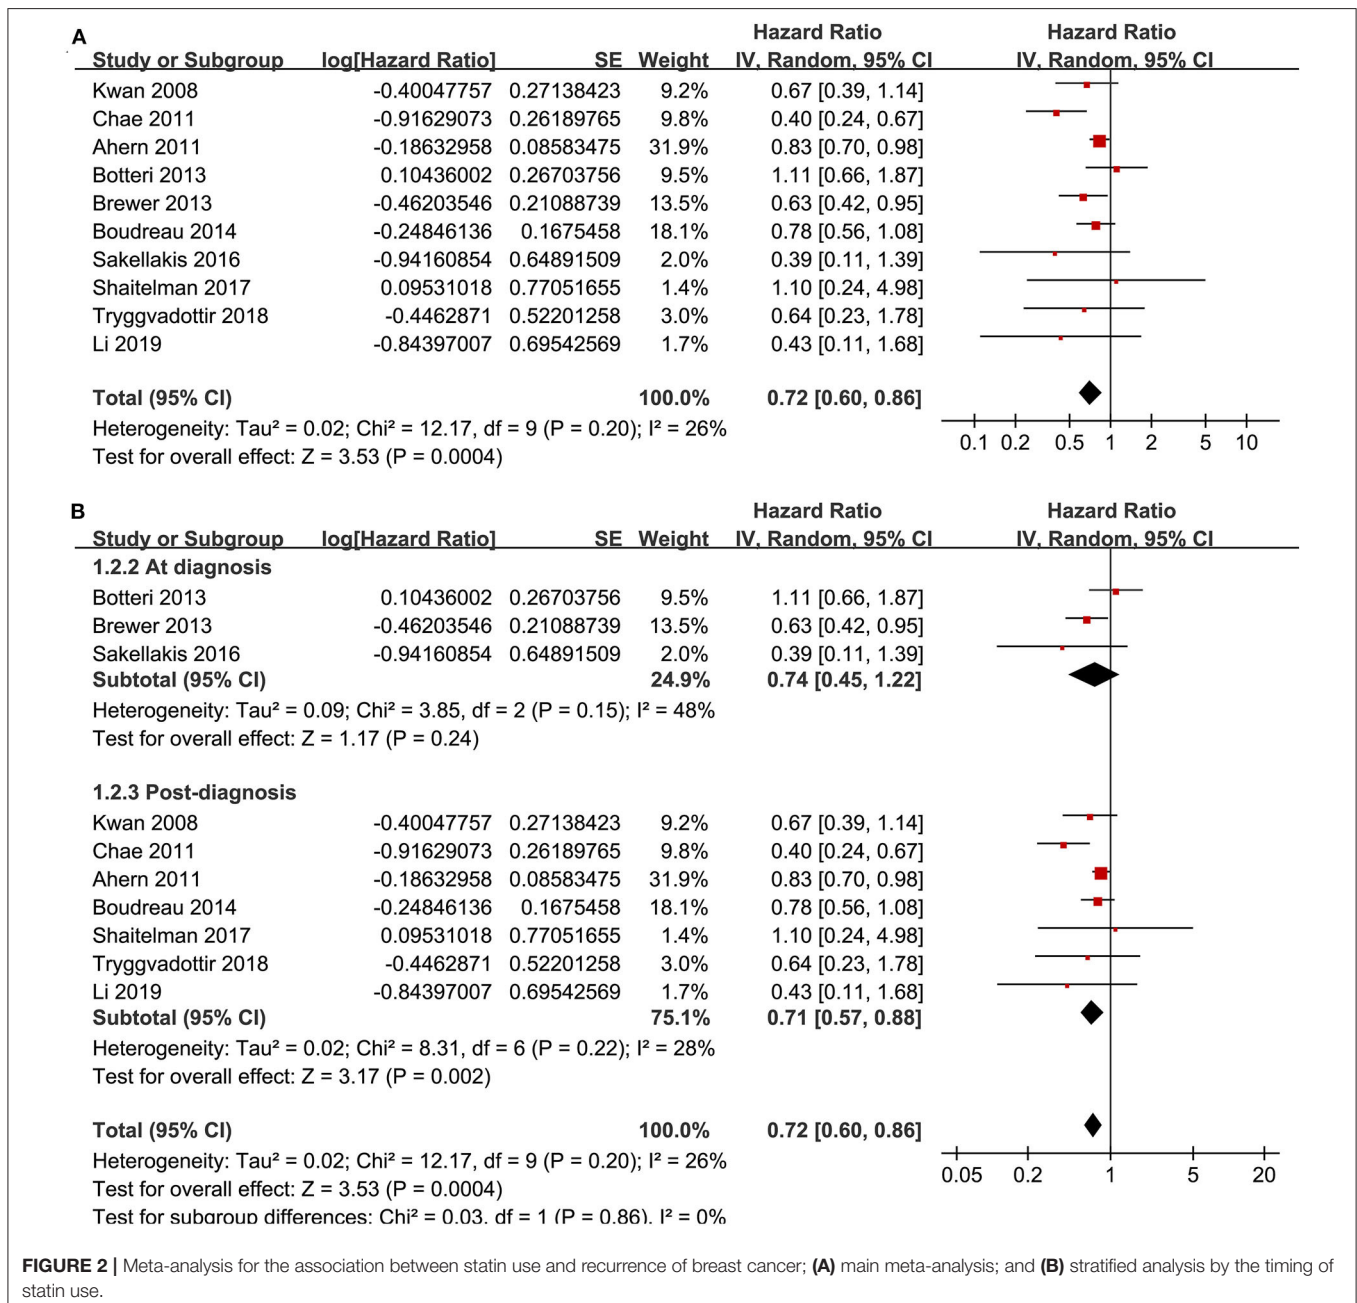 A
Hazard Ratio Hazard Ratio
Study or Subgroup log[Hazard Ratio] SE Weight IV, Random, 95% CI IV, Random, 95% CI
Kwan 2008 -0.40047757 0.27138423 9.2% 0.67 [0.39, 1.14]
Chae 2011 -0.91629073 0.26189765 9.8% 0.40 [0.24, 0.67]
Ahern 2011 -0.18632958 0.08583475 31.9% 0.83 [0.70, 0.98]
Botteri 2013 0.10436002 0.26703756 9.5% 1.11 [0.66, 1.87]
Brewer 2013 -0.46203546 0.21088739 13.5% 0.63 [0.42, 0.95]
Boudreau 2014 -0.24846136 0.1675458 18.1% 0.78 [0.56, 1.08]
Sakellakis 2016 -0.94160854 0.64891509 2.0% 0.39 [0.11, 1.39]
Shaitelman 2017 0.09531018 0.77051655 1.4% 1.10 [0.24, 4.98]
Tryggvadottir 2018 -0.4462871 0.52201258 3.0% 0.64 [0.23, 1.78]
Li 2019 -0.84397007 0.69542569 1.7% 0.43 [0.11, 1.68]
Total (95% CI) 100.0% 0.72 [0.60, 0.86]
Heterogeneity: Tau² = 0.02; Chi² = 12.17, df = 9 (P = 0.20); I² = 26%
Test for overall effect: Z = 3.53 (P = 0.0004)
0.1 0.2 0.5 1 2 5 10
B
Hazard Ratio Hazard Ratio
Study or Subgroup log[Hazard Ratio] SE Weight IV, Random, 95% CI IV, Random, 95% CI
1.2.2 At diagnosis
Botteri 2013 0.10436002 0.26703756 9.5% 1.11 [0.66, 1.87]
Brewer 2013 -0.46203546 0.21088739 13.5% 0.63 [0.42, 0.95]
Sakellakis 2016 -0.94160854 0.64891509 2.0% 0.39 [0.11, 1.39]
Subtotal (95% CI) 24.9% 0.74 [0.45, 1.22]
Heterogeneity: Tau² = 0.09; Chi² = 3.85, df = 2 (P = 0.15); I² = 48%
Test for overall effect: Z = 1.17 (P = 0.24)
1.2.3 Post-diagnosis
Kwan 2008 -0.40047757 0.27138423 9.2% 0.67 [0.39, 1.14]
Chae 2011 -0.91629073 0.26189765 9.8% 0.40 [0.24, 0.67]
Ahern 2011 -0.18632958 0.08583475 31.9% 0.83 [0.70, 0.98]
Boudreau 2014 -0.24846136 0.1675458 18.1% 0.78 [0.56, 1.08]
Shaitelman 2017 0.09531018 0.77051655 1.4% 1.10 [0.24, 4.98]
Tryggvadottir 2018 -0.4462871 0.52201258 3.0% 0.64 [0.23, 1.78]
Li 2019 -0.84397007 0.69542569 1.7% 0.43 [0.11, 1.68]
Subtotal (95% CI) 75.1% 0.71 [0.57, 0.88]
Heterogeneity: Tau² = 0.02; Chi² = 8.31, df = 6 (P = 0.22); I² = 28%
Test for overall effect: Z = 3.17 (P = 0.002)
Total (95% CI) 100.0% 0.72 [0.60, 0.86]
Heterogeneity: Tau² = 0.02; Chi² = 12.17, df = 9 (P = 0.20); I² = 26%
0.05 0.2 1 5 20
Test for overall effect: Z = 3.53 (P = 0.0004)
Test for subgroup differences: Chi² = 0.03, df = 1 (P = 0.86), I² = 0%
FIGURE 2 | Meta-analysis for the association between statin use and recurrence of breast cancer; (A) main meta-analysis; and (B) stratified analysis by the timing of
statin use.